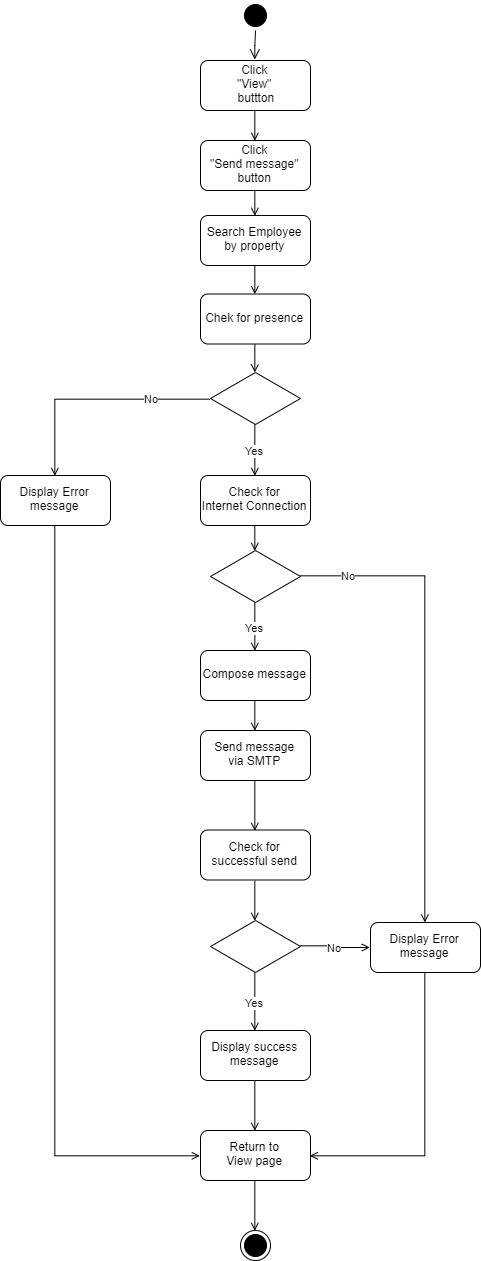 Click
"View"
buttton
Click
"Send message"
button
Search Employee
by property
Chek for presence
No
Yes
Display Error
message
Check for
Internet Connection
No
Yes
Compose message
Send message
via SMTP
Check for
successful send
No
Display Error
message
Yes
Display success
message
Return to
View page